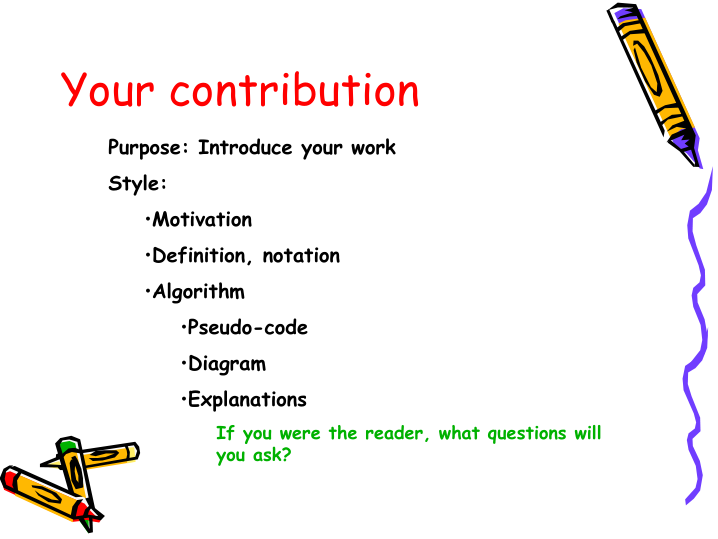 Your contribution
Purpose: Introduce your work
Style:
•Motivation
•Definition, notation
•Algorithm
•Pseudo-code
•Diagram
•Explanations
If you were the reader, what questions will
you ask?